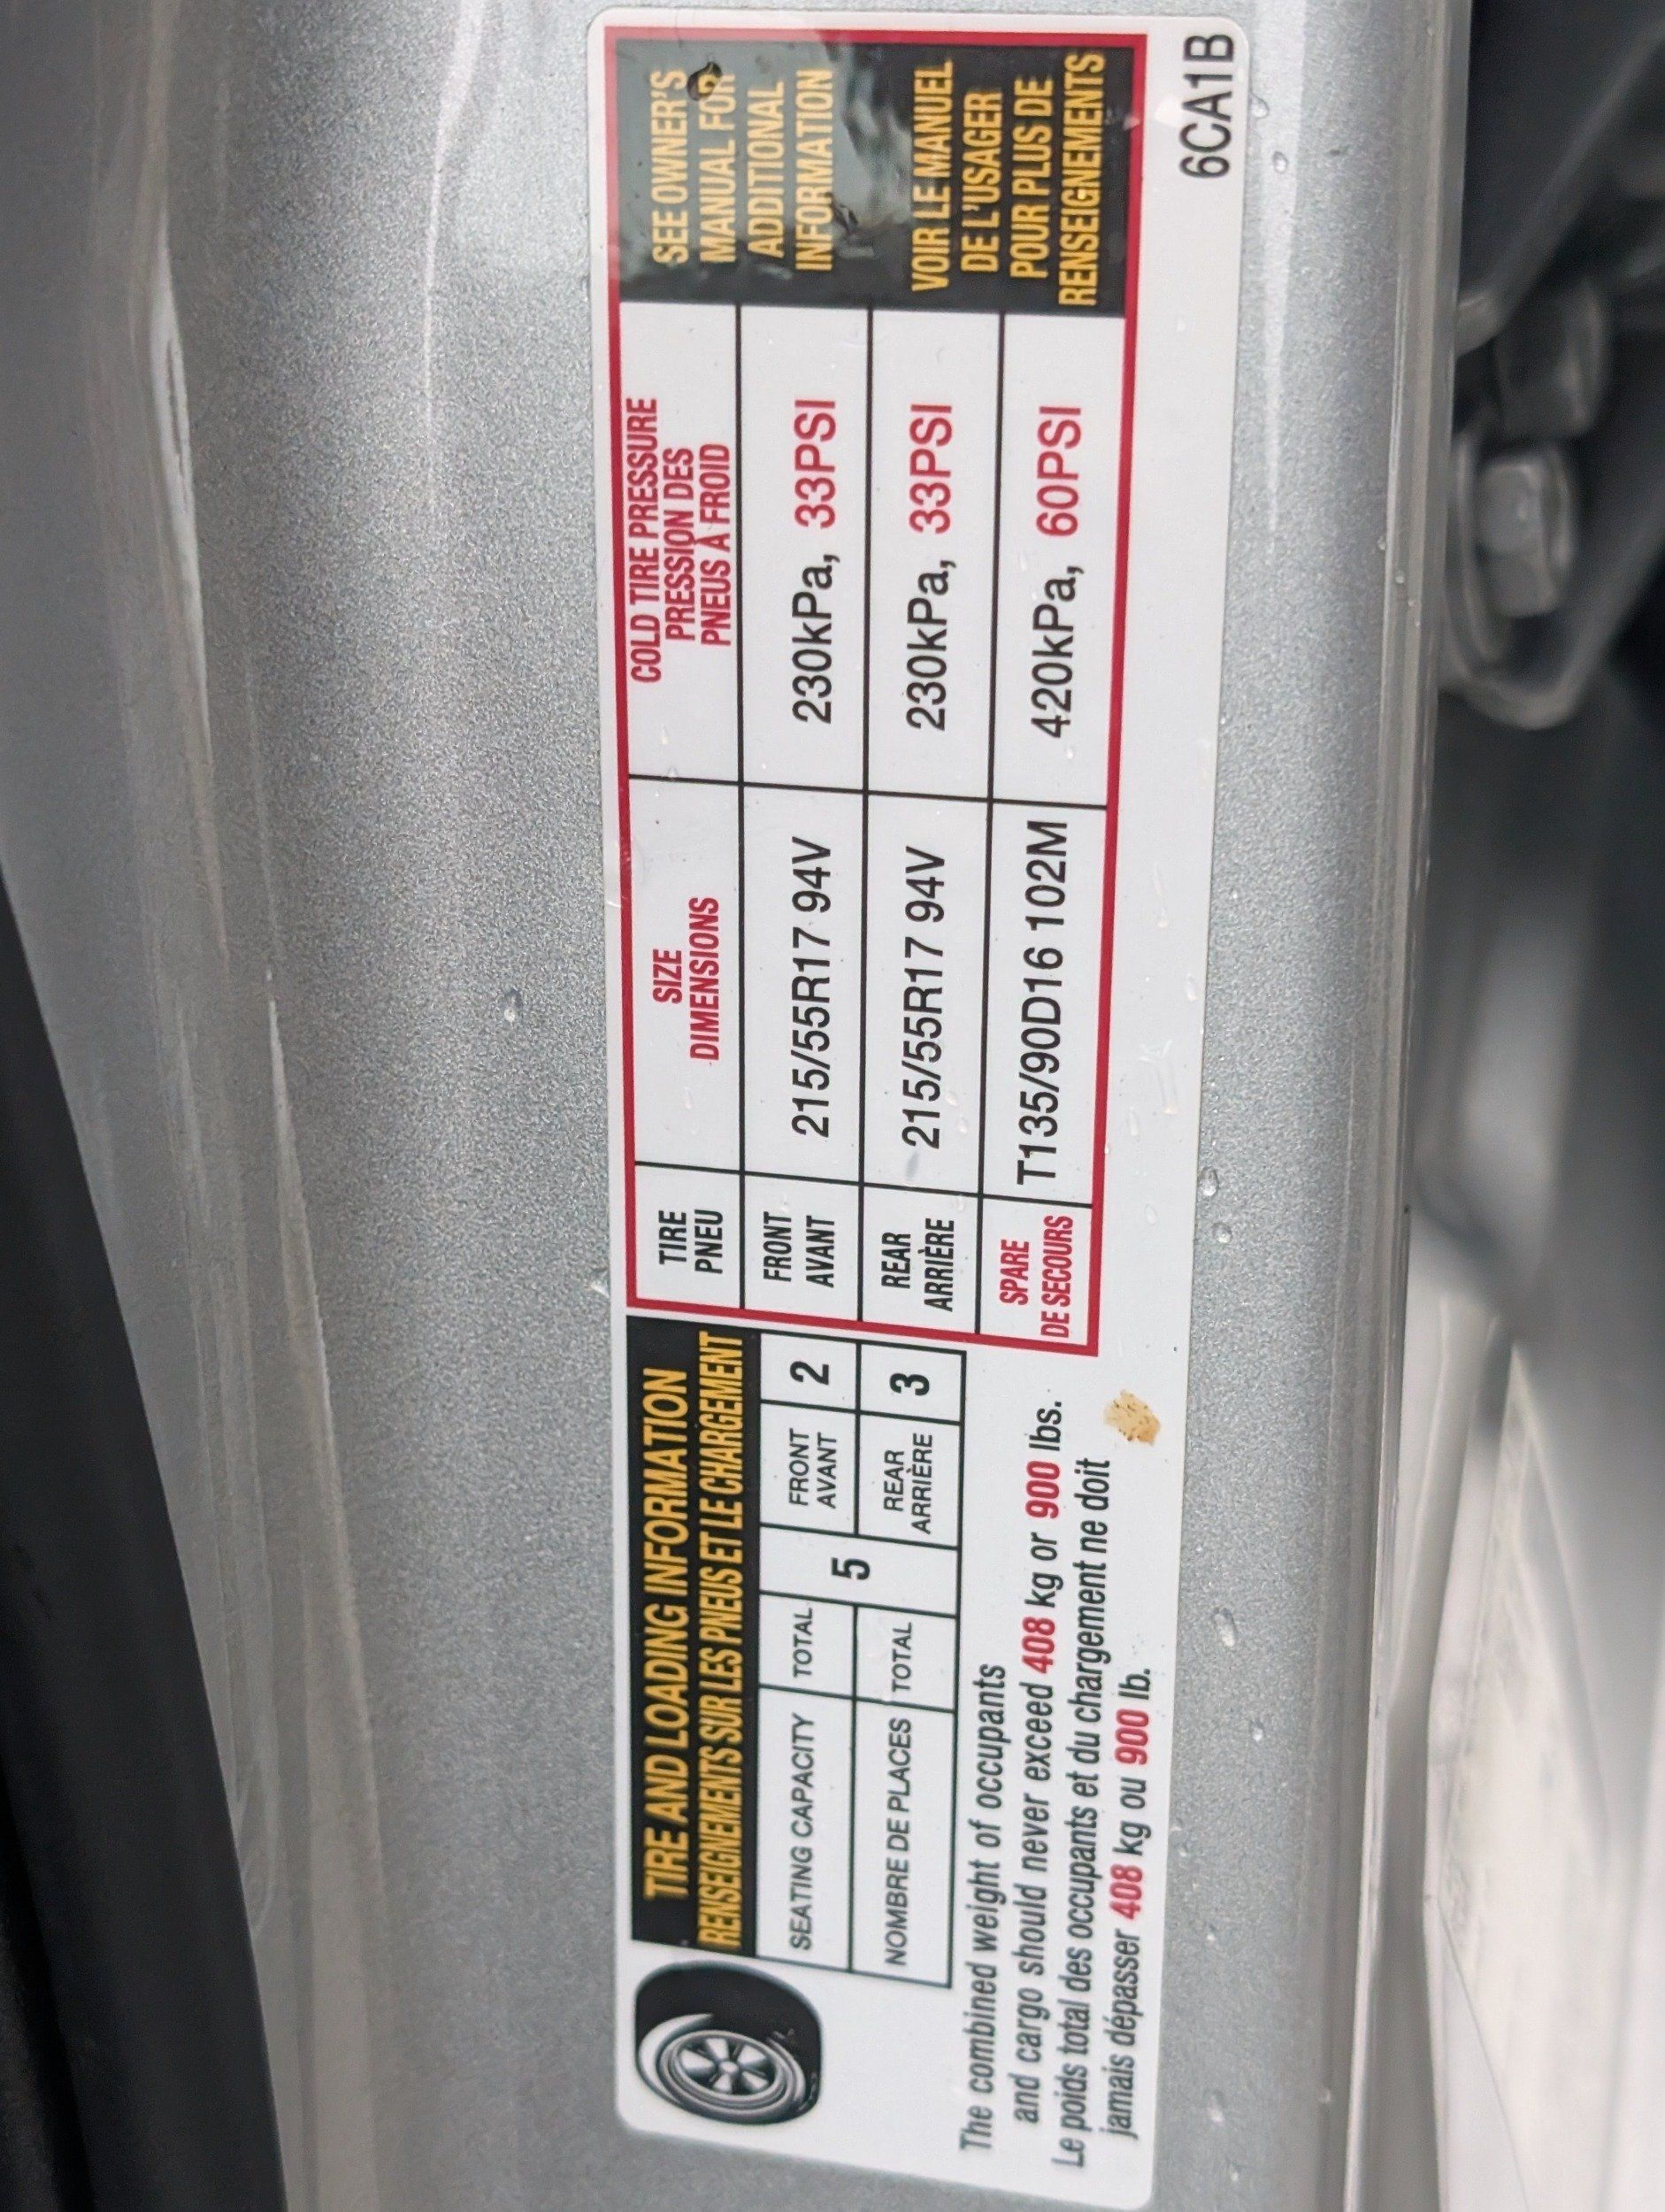 TIRE AND LOADING INFORMATION
RENSEIGNEMENTS SUR LES PNEUS ET LE CHARGEMENT
SEATING CAPACITY
NOMBRE DE PLACES
TOTAL
TOTAL
5
FRONT
AVANT
2
REAR
ARRIÈRE
3
The combined weight of occupants
and cargo should never exceed 408 kg or 900 lbs.
Le poids total des occupants et du chargement ne doit
jamais dépasser 408 kg ou 900 lb.
TIRE
PNEU
SIZE
DIMENSIONS
COLD TIRE PRESSURE
PRESSION DES
PNEUS À FROID
FRONT
AVANT
215/55R17 94V
230kPa, 33PSI
REAR
ARRIÈRE
215/55R17 94V
230kPa, 33PSI
SPARE
DE SECOURS
T135/90D16 102M
420kPa, 60PSI
SEE OWNER'S
MANUAL FOR
ADDITIONAL
INFORMATION
VOIR LE MANUEL
DE L'USAGER
POUR PLUS DE
RENSEIGNEMENTS
6CA1B